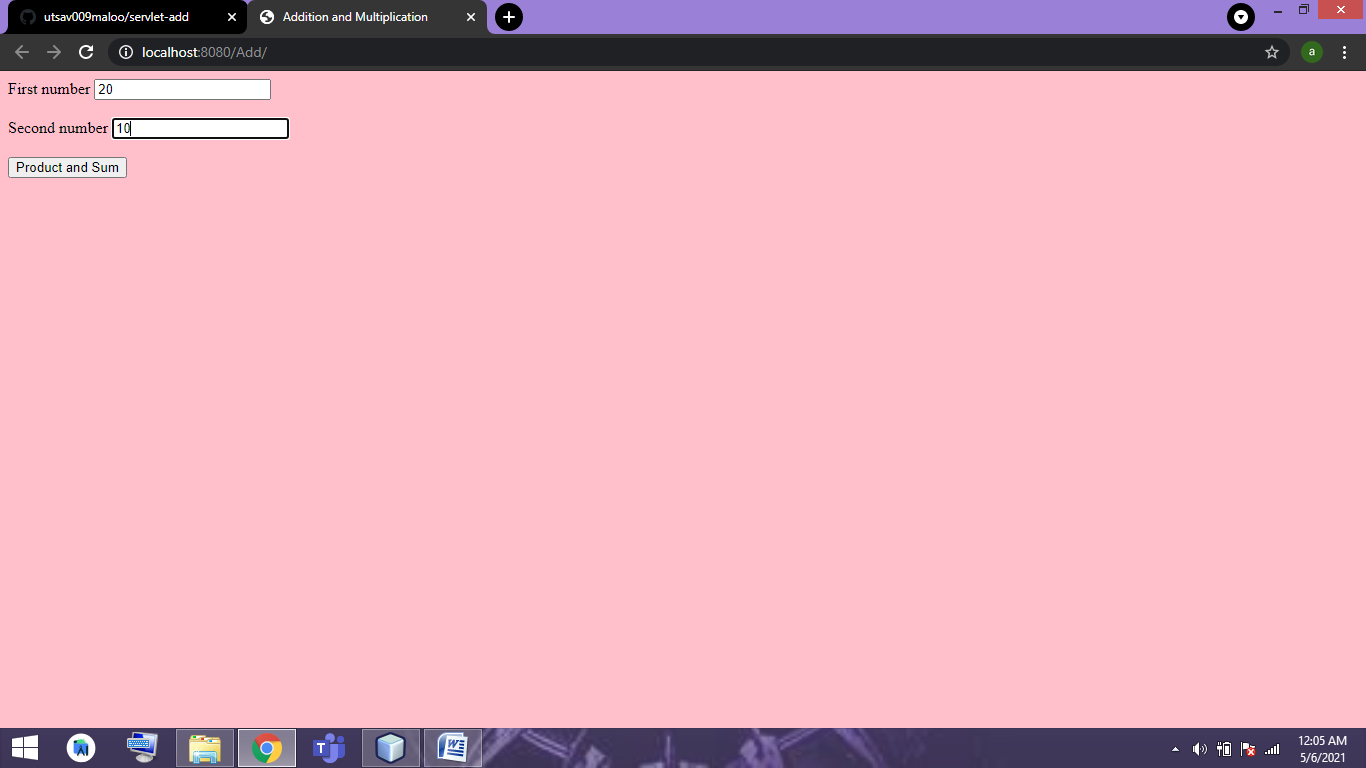 utsav009maloo/servlet-add
Addition and Multiplication
localhost:8080/Add/
a
First number 20
Second number 10
Product and Sum
12:05 AM
5/6/2021